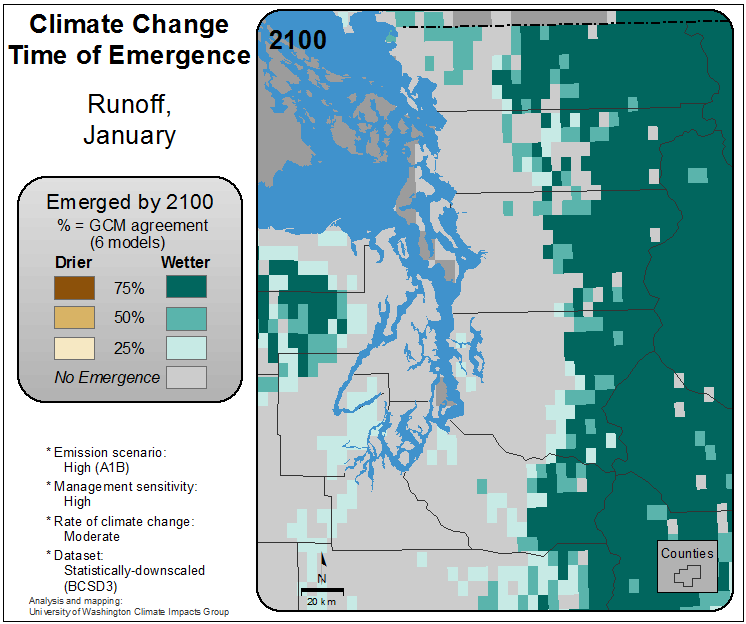 Climate Change
Time of Emergence
Runoff,
January
Emerged by 2100
% = GCM agreement
(6 models)
Drier Wetter
75%
50%
25%
No Emergence
* Emission scenario:
High (A1B)
* Management sensitivity:
High
* Rate of climate change:
Moderate
* Dataset:
Statistically-downscaled
(BCSD3)
Analysis and mapping:
University of Washington Climate Impacts Group
2100
N
20 km
Counties